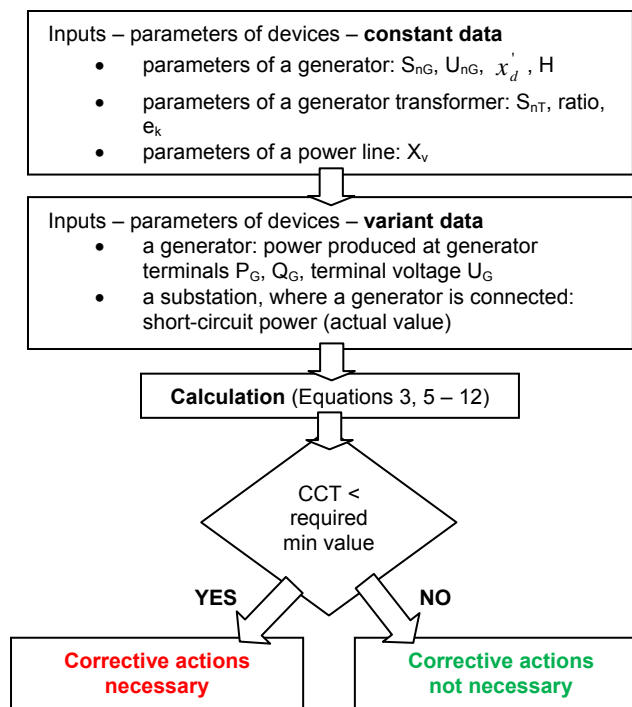 Inputs – parameters of devices – constant data
• parameters of a generator: SnG, UnG, x'd , H
• parameters of a generator transformer: SnT, ratio,
ek
• parameters of a power line: Xv
Inputs – parameters of devices – variant data
• a generator: power produced at generator
terminals PG, QG, terminal voltage UG
• a substation, where a generator is connected:
short-circuit power (actual value)
Calculation (Equations 3, 5 – 12)
CCT <
required
min value
YES
NO
Corrective actions
necessary
Corrective actions
not necessary